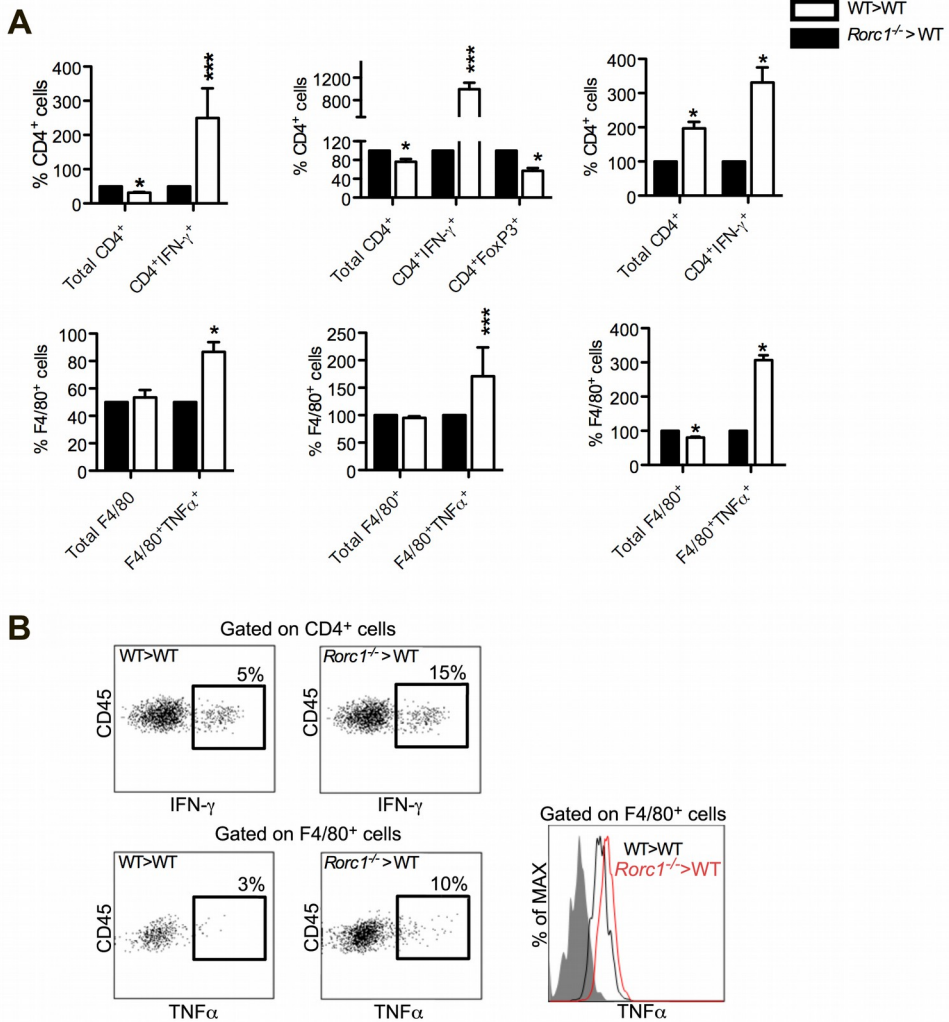 A
WT>WT
Rorc1-/->WT
% CD4+ cells
400
300
200
100
0
*
***
Total CD4+
CD4+IFN-γ+
% CD4+ cells
1200
800
120
80
40
0
*
***
*
Total CD4+
CD4+IFN-γ+
CD4+FoxP3+
% CD4+ cells
400
300
200
100
0
*
*
Total CD4+
CD4+IFN-γ+
% F4/80+ cells
100
80
60
40
20
0
*
Total F4/80
F4/80+TNFα+
% F4/80+ cells
250
200
150
100
50
0
***
Total F4/80+
F4/80+TNFα+
% F4/80+ cells
400
300
200
100
0
*
*
Total F4/80+
F4/80+TNFα+
B
Gated on CD4+ cells
WT>WT
5%
CD45
IFN-γ
Rorc1-/->WT
15%
CD45
IFN-γ
Gated on F4/80+ cells
WT>WT
3%
CD45
TNFα
Rorc1-/->WT
10%
CD45
TNFα
Gated on F4/80+ cells
WT>WT
Rorc1-/->WT
% of MAX
TNFα